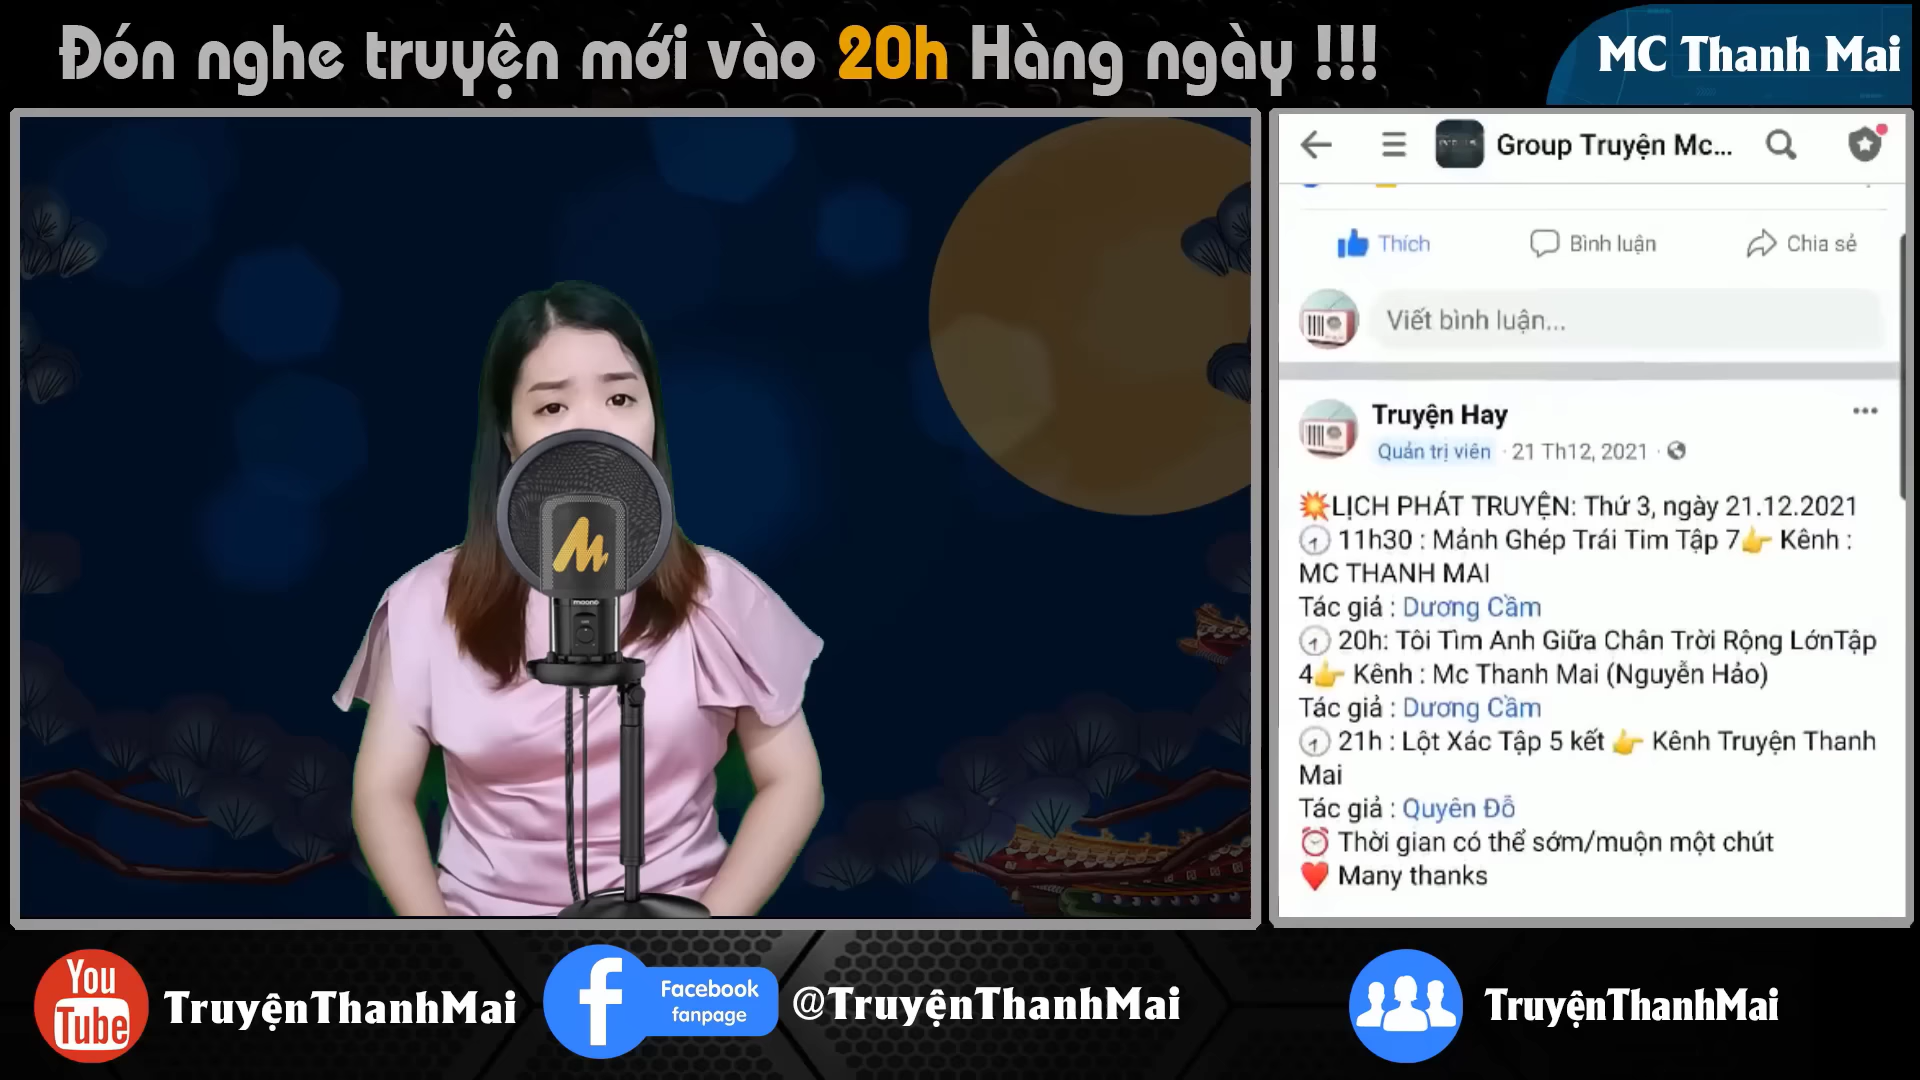 Đón nghe truyện mới vào 20h Hàng ngày !!!
MC Thanh Mai
Group Truyện Mc...
Thích
Bình luận
Chia sẻ
Viết bình luận...
Truyện Hay
Quản trị viên · 21 Th12, 2021 ·
💥LỊCH PHÁT TRUYỆN: Thứ 3, ngày 21.12.2021
🕢 11h30 : Mảnh Ghép Trái Tim Tập 7👉 Kênh :
MC THANH MAI
Tác giả : Dương Cầm
🕢 20h: Tôi Tìm Anh Giữa Chân Trời Rộng LớnTập
4👉 Kênh : Mc Thanh Mai (Nguyễn Hảo)
Tác giả : Dương Cầm
🕢 21h : Lột Xác Tập 5 kết 👉 Kênh Truyện Thanh
Mai
Tác giả : Quyên Đỗ
⏰ Thời gian có thể sớm/muộn một chút
❤️ Many thanks
maono
You
Tube
TruyệnThanhMai
Facebook
fanpage
@TruyệnThanhMai
TruyệnThanhMai